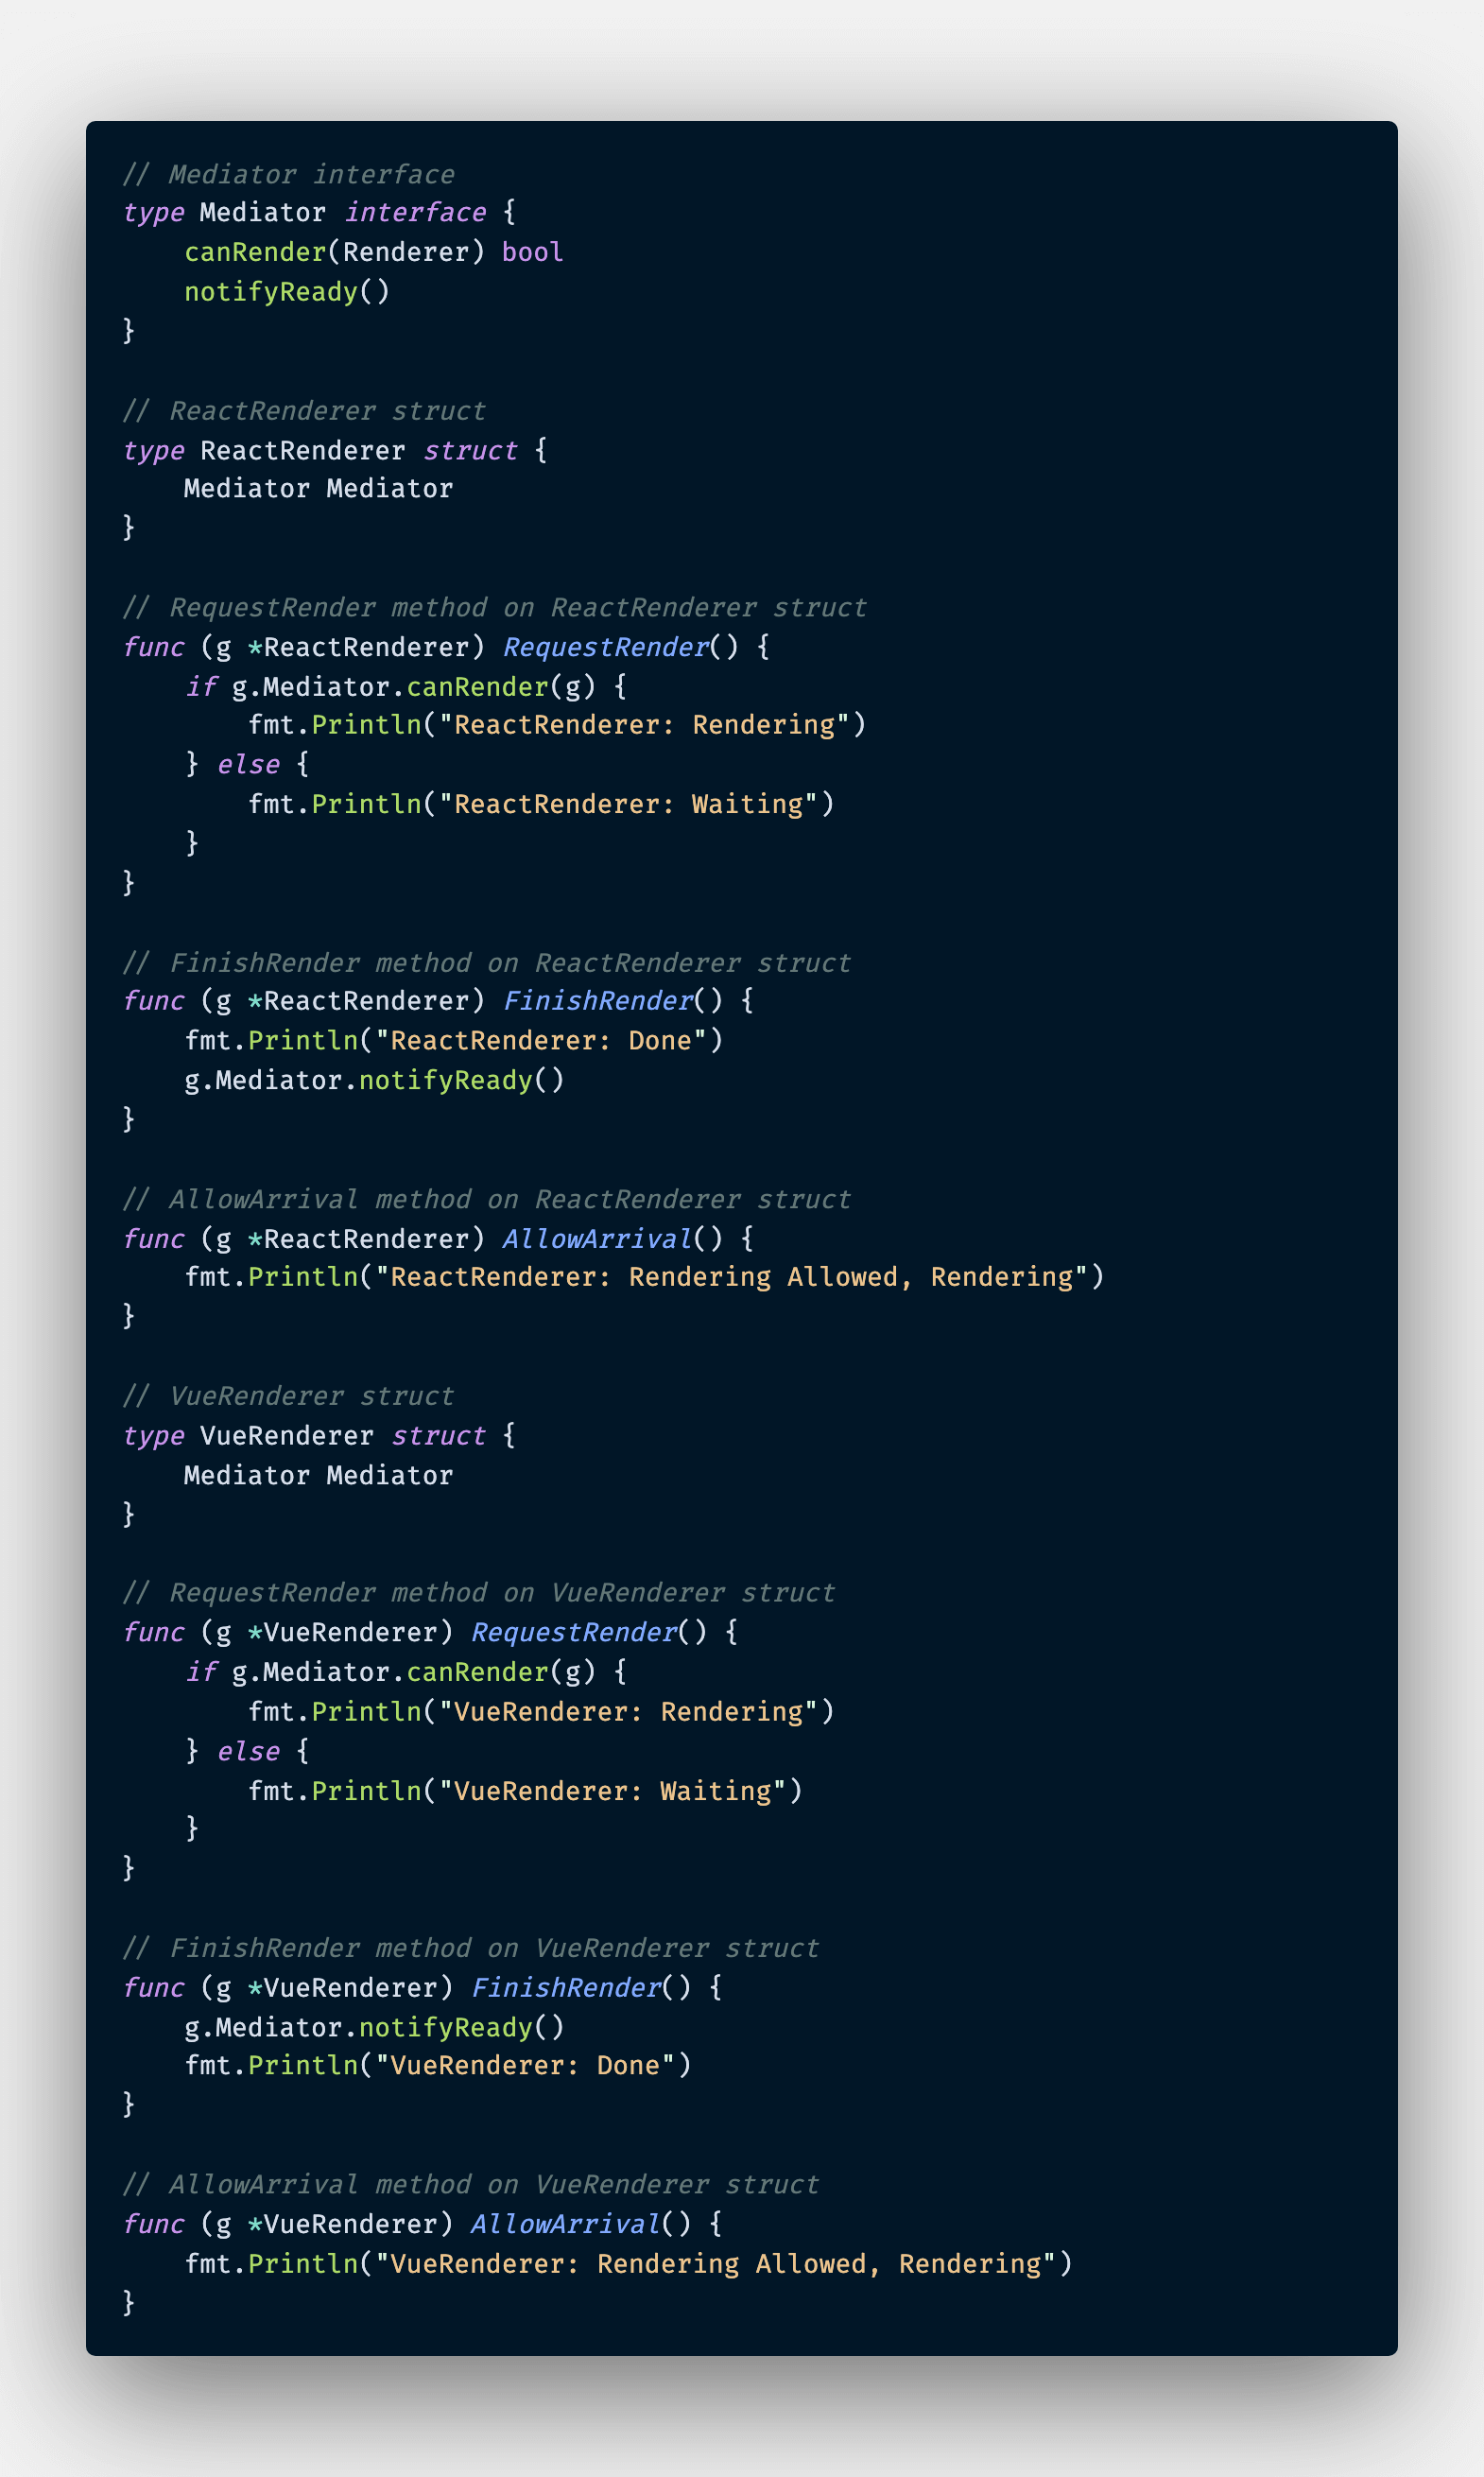 // Mediator interface
type Mediator interface {
    canRender(Renderer) bool
    notifyReady()
}

// ReactRenderer struct
type ReactRenderer struct {
    Mediator Mediator
}

// RequestRender method on ReactRenderer struct
func (g *ReactRenderer) RequestRender() {
    if g.Mediator.canRender(g) {
        fmt.Println("ReactRenderer: Rendering")
    } else {
        fmt.Println("ReactRenderer: Waiting")
    }
}

// FinishRender method on ReactRenderer struct
func (g *ReactRenderer) FinishRender() {
    fmt.Println("ReactRenderer: Done")
    g.Mediator.notifyReady()
}

// AllowArrival method on ReactRenderer struct
func (g *ReactRenderer) AllowArrival() {
    fmt.Println("ReactRenderer: Rendering Allowed, Rendering")
}

// VueRenderer struct
type VueRenderer struct {
    Mediator Mediator
}

// RequestRender method on VueRenderer struct
func (g *VueRenderer) RequestRender() {
    if g.Mediator.canRender(g) {
        fmt.Println("VueRenderer: Rendering")
    } else {
        fmt.Println("VueRenderer: Waiting")
    }
}

// FinishRender method on VueRenderer struct
func (g *VueRenderer) FinishRender() {
    g.Mediator.notifyReady()
    fmt.Println("VueRenderer: Done")
}

// AllowArrival method on VueRenderer struct
func (g *VueRenderer) AllowArrival() {
    fmt.Println("VueRenderer: Rendering Allowed, Rendering")
}